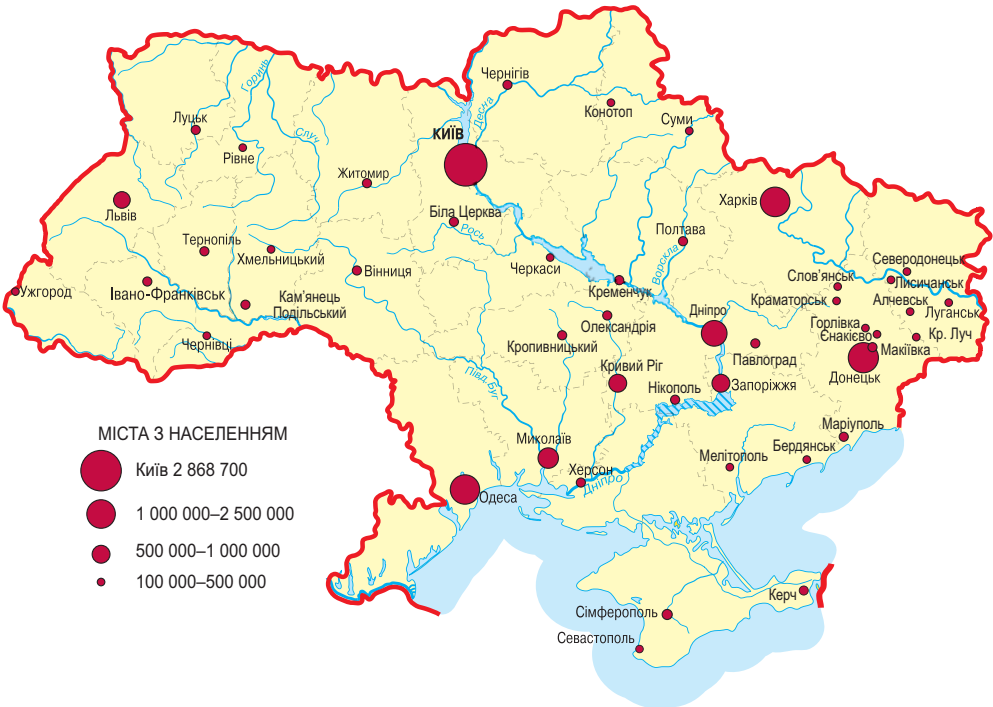 Чернігів
Десна
Конотоп
Горинь
Луцьк
Случ
Рівне
КИЇВ
Суми
Житомир
Харків
Львів
Біла Церква
Рось
Полтава
Ворскла
Тернопіль
Хмельницький
Вінниця
Черкаси
Северодонецьк
Слов'янськ
Лисичанськ
Ужгород
Івано-Франківськ
Кам'янець
Подільський
Кременчук
Краматорськ
Алчевськ
Луганськ
Дніпро
Олександрія
Горлівка
Єнакієво
Кр. Луч
Чернівці
Кропивницький
Павлоград
Макіївка
Донецьк
Півд.Буг
Кривий Ріг
Нікополь
Запоріжжя
Маріуполь
Миколаїв
Бердянськ
Мелітополь
Херсон
Дніпро
Одеса
МІСТА З НАСЕЛЕННЯМ
Київ 2 868 700
1 000 000–2 500 000
500 000–1 000 000
100 000–500 000
Керч
Сімферополь
Севастополь